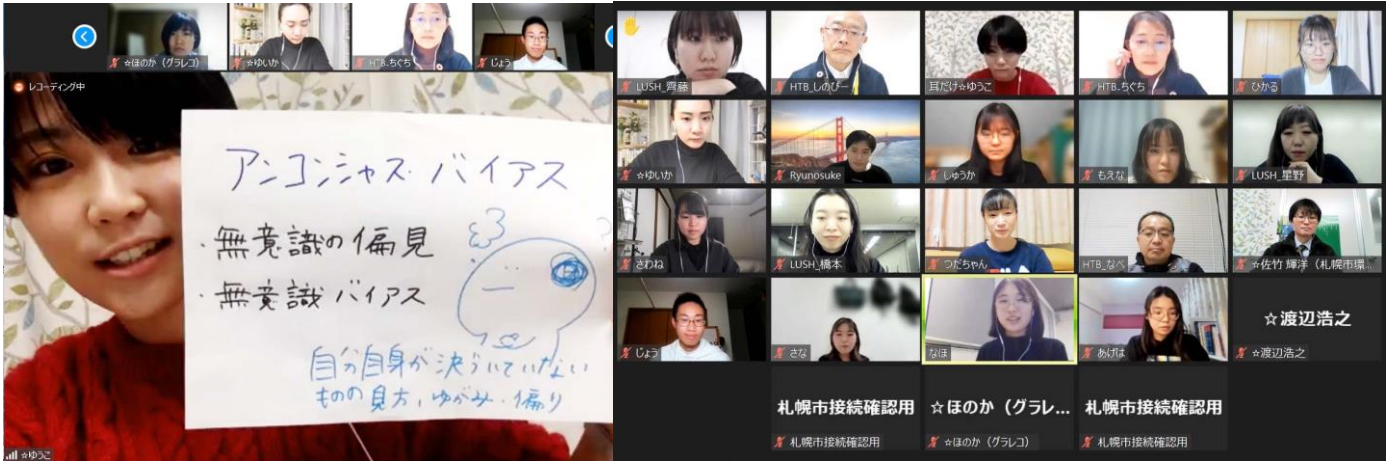 ☆ほのか（グラレコ）
☆ゆいか
HTB.ちぐち
じょう
レコーディング中
アンコンシャス・バイアス
・無意識の偏見
・無意識バイアス
自分自身が決づいていない
ものの見方、ゆがみ・偏り
☆ゆうこ
LUSH_齊藤
HTB_しのびー
耳だけ☆ゆうこ
HTB.ちぐち
ひかる
☆ゆいか
Ryunosuke
しゅうか
もえな
LUSH_星野
さわね
LUSH_橋本
つだちゃん
HTB_なべ
☆佐竹 輝洋（札幌市環...
じょう
さな
なほ
あげは
☆渡辺浩之
☆渡辺浩之
札幌市接続確認用
☆ほのか（グラレ...
札幌市接続確認用
札幌市接続確認用
☆ほのか（グラレコ）
札幌市接続確認用